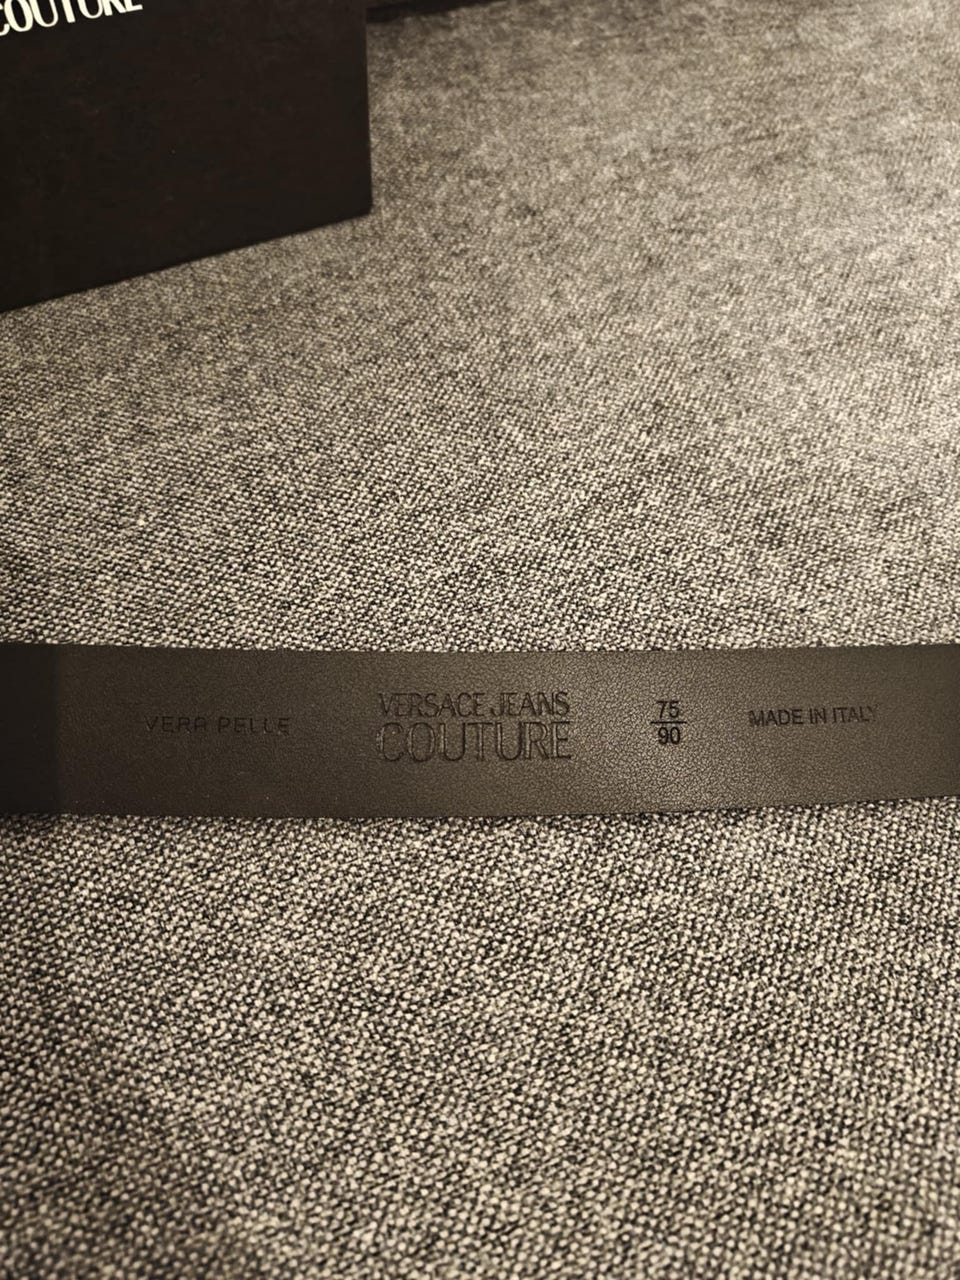 COUTURE
VERA PELLE
VERSACE JEANS
COUTURE
75
90
MADE IN ITALY